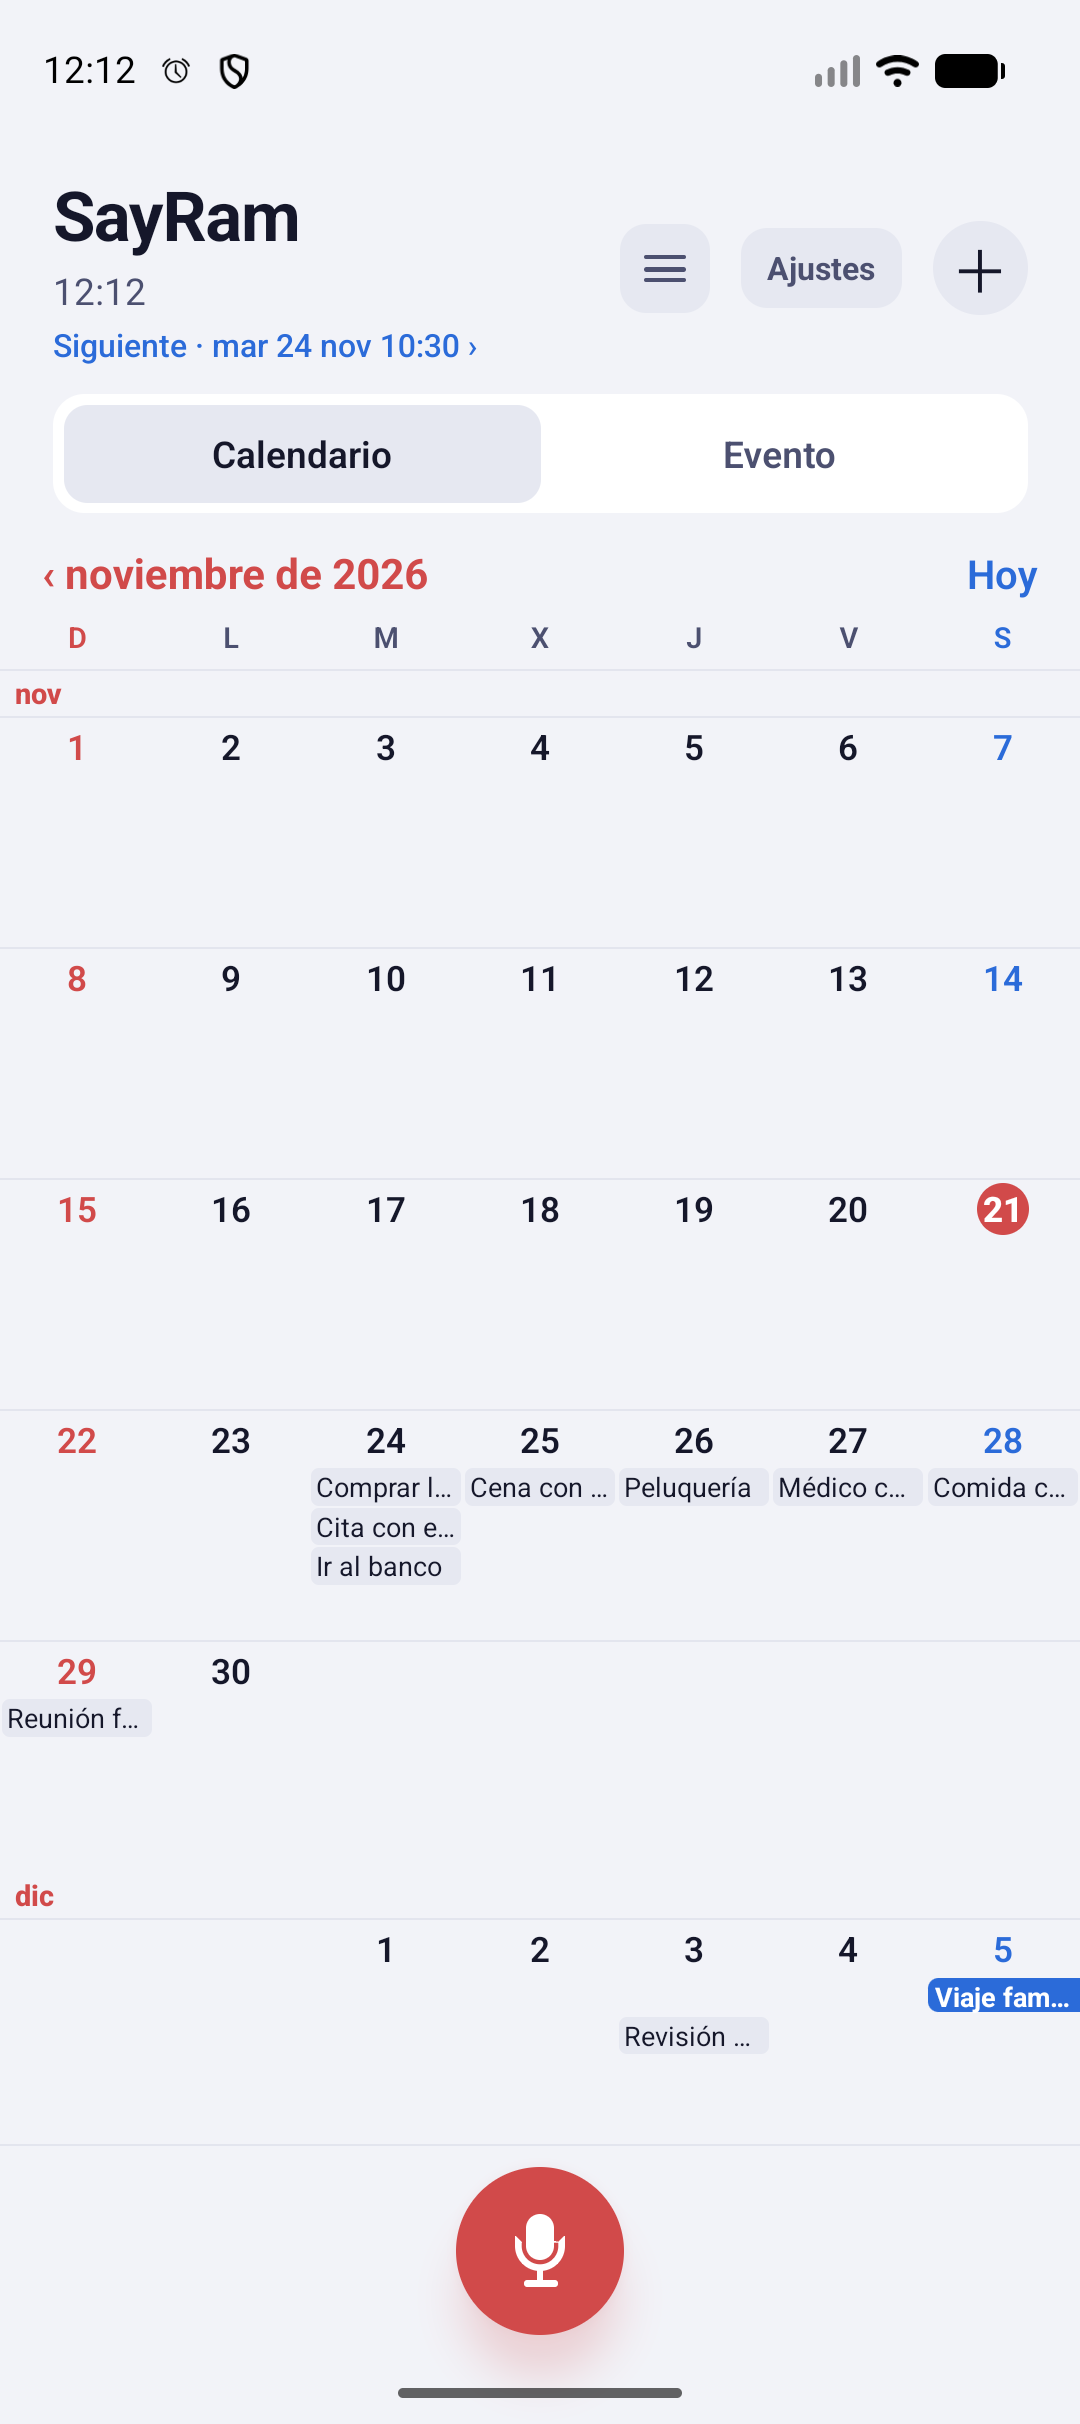 12:12
SayRam
12:12
Siguiente · mar 24 nov 10:30 ›
Ajustes
Calendario
Evento
‹ noviembre de 2026
Hoy
D L M X J V S
nov
1 2 3 4 5 6 7
8 9 10 11 12 13 14
15 16 17 18 19 20 21
22 23 24 25 26 27 28
Comprar l... Cena con ... Peluquería Médico c... Comida c...
Cita con e...
Ir al banco
29 30
Reunión f...
dic
1 2 3 4 5
Viaje fam...
Revisión ...